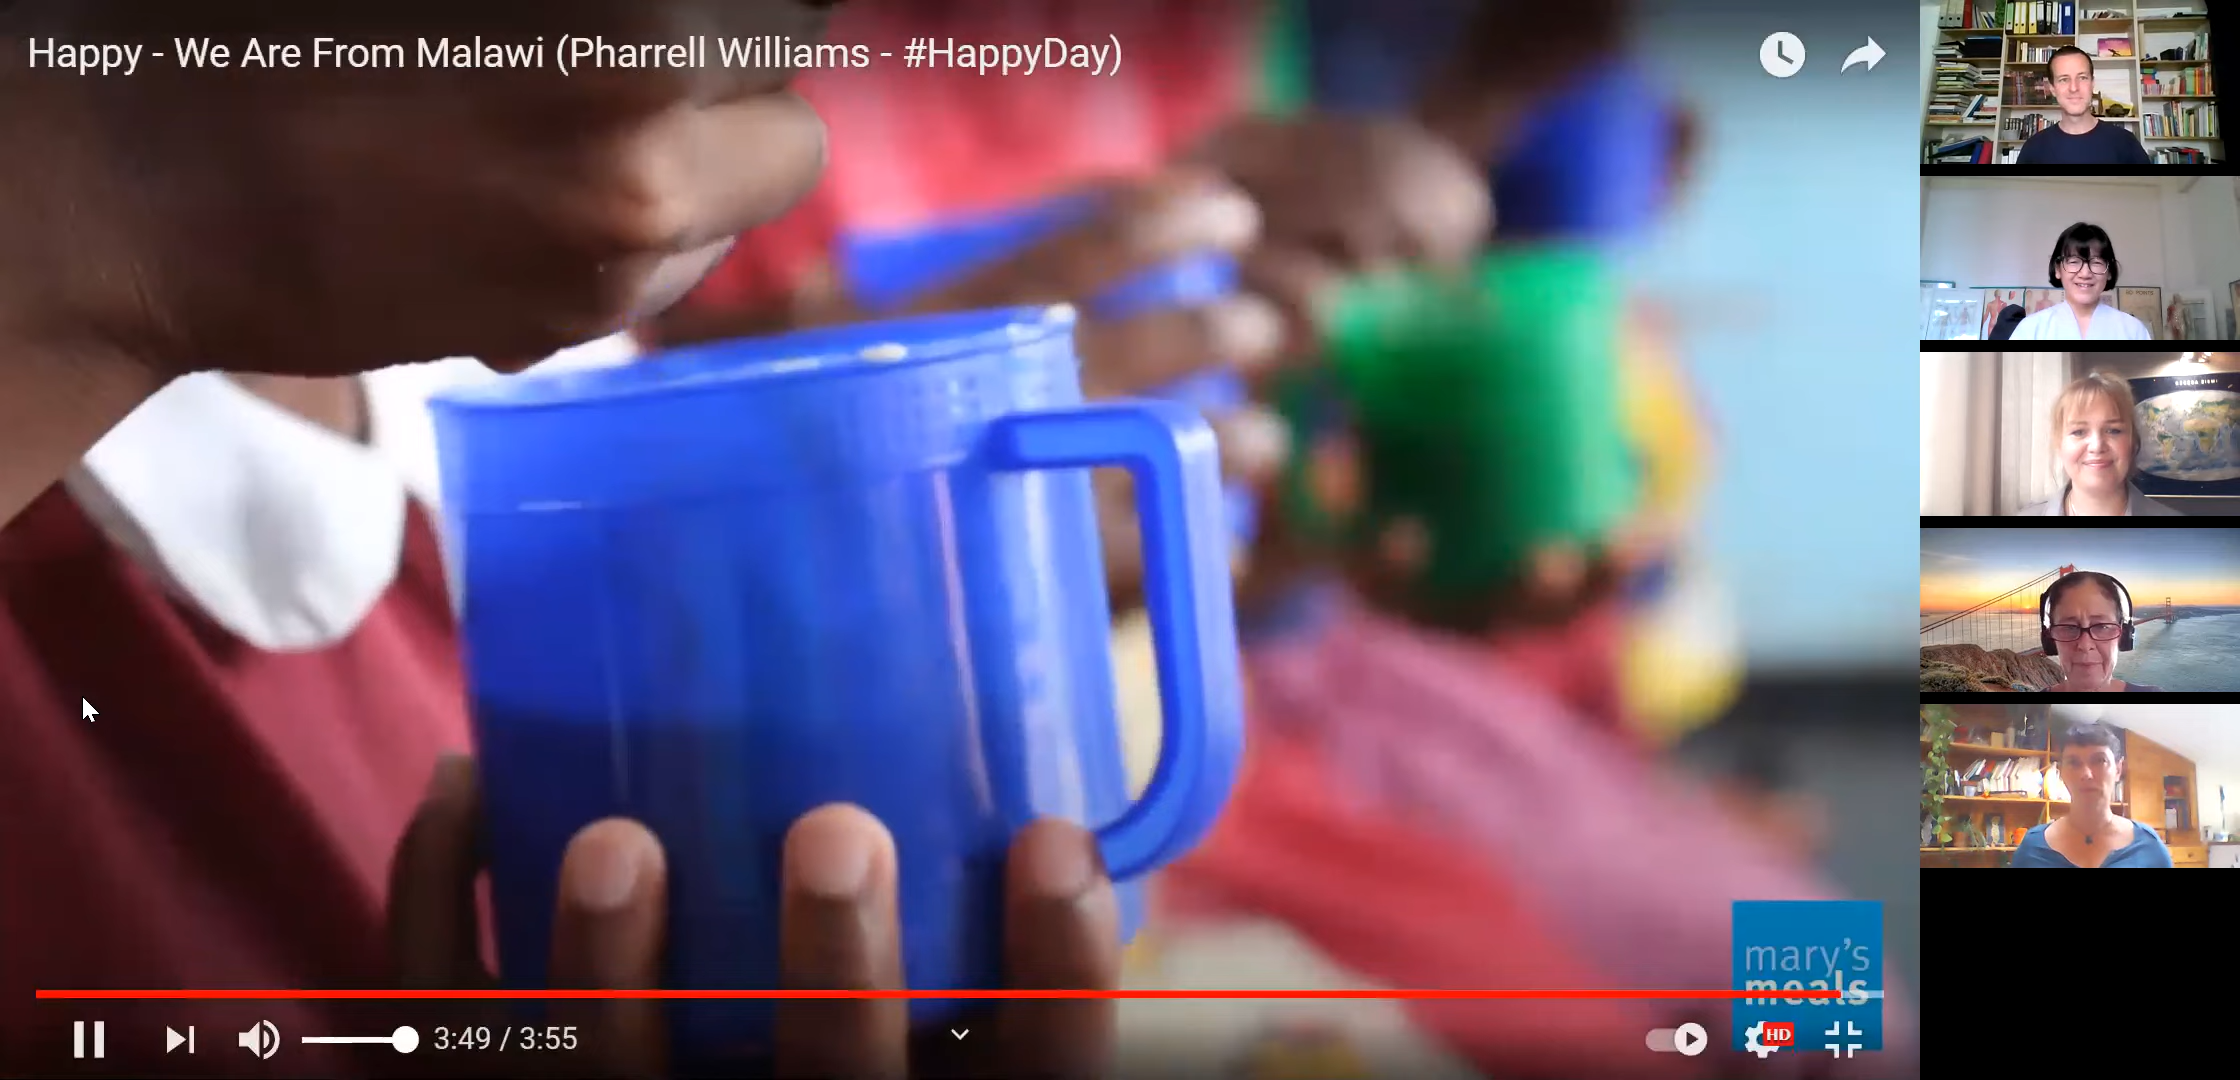 Happy - We Are From Malawi (Pharrell Williams - #HappyDay)
mary's
meals
3:49 / 3:55
HD